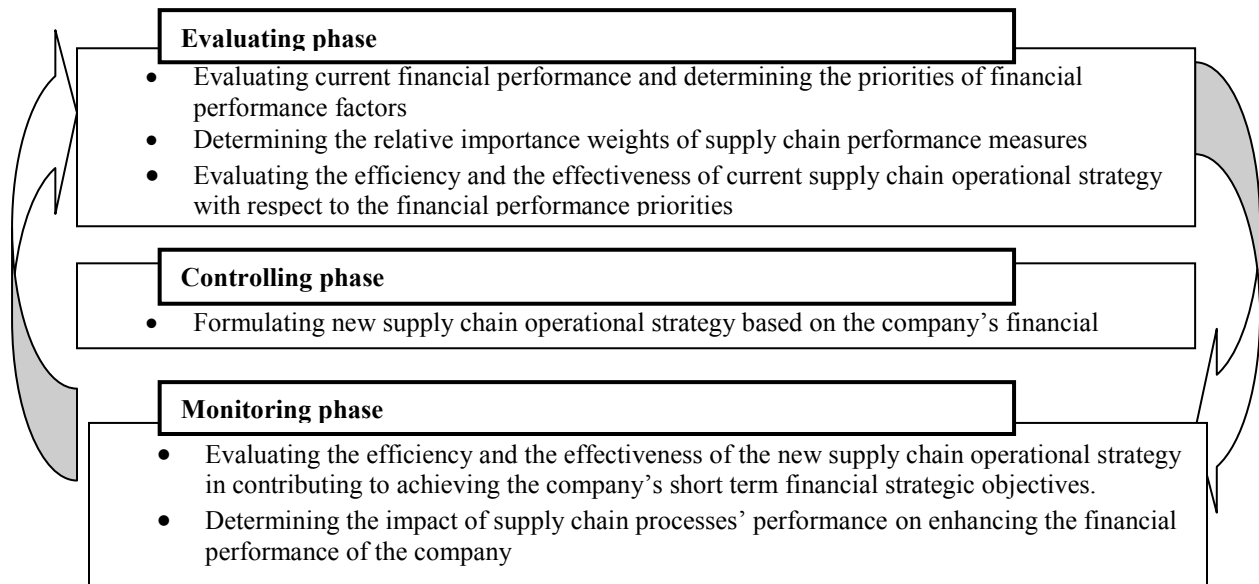 Evaluating phase
• Evaluating current financial performance and determining the priorities of financial
performance factors
• Determining the relative importance weights of supply chain performance measures
• Evaluating the efficiency and the effectiveness of current supply chain operational strategy
with respect to the financial performance priorities
Controlling phase
• Formulating new supply chain operational strategy based on the company’s financial
Monitoring phase
• Evaluating the efficiency and the effectiveness of the new supply chain operational strategy
in contributing to achieving the company’s short term financial strategic objectives.
• Determining the impact of supply chain processes’ performance on enhancing the financial
performance of the company